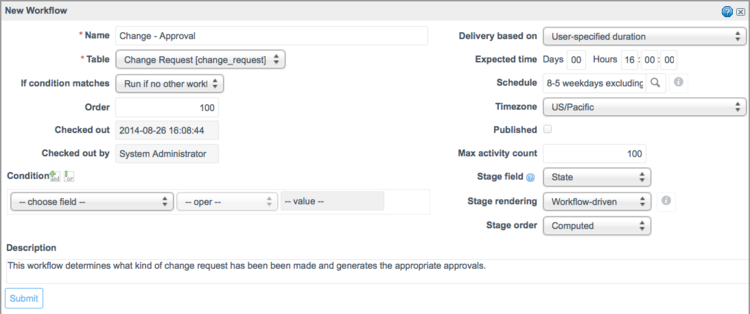 New Workflow
* Name Change - Approval
* Table Change Request [change_request]
If condition matches Run if no other workf
Order 100
Checked out 2014-08-26 16:08:44
Checked out by System Administrator
Condition
-- choose field -- -- oper -- -- value --
Delivery based on User-specified duration
Expected time Days 00 Hours 16 : 00 : 00
Schedule 8-5 weekdays excluding
Timezone US/Pacific
Published
Max activity count 100
Stage field State
Stage rendering Workflow-driven
Stage order Computed
Description
This workflow determines what kind of change request has been been made and generates the appropriate approvals.
Submit